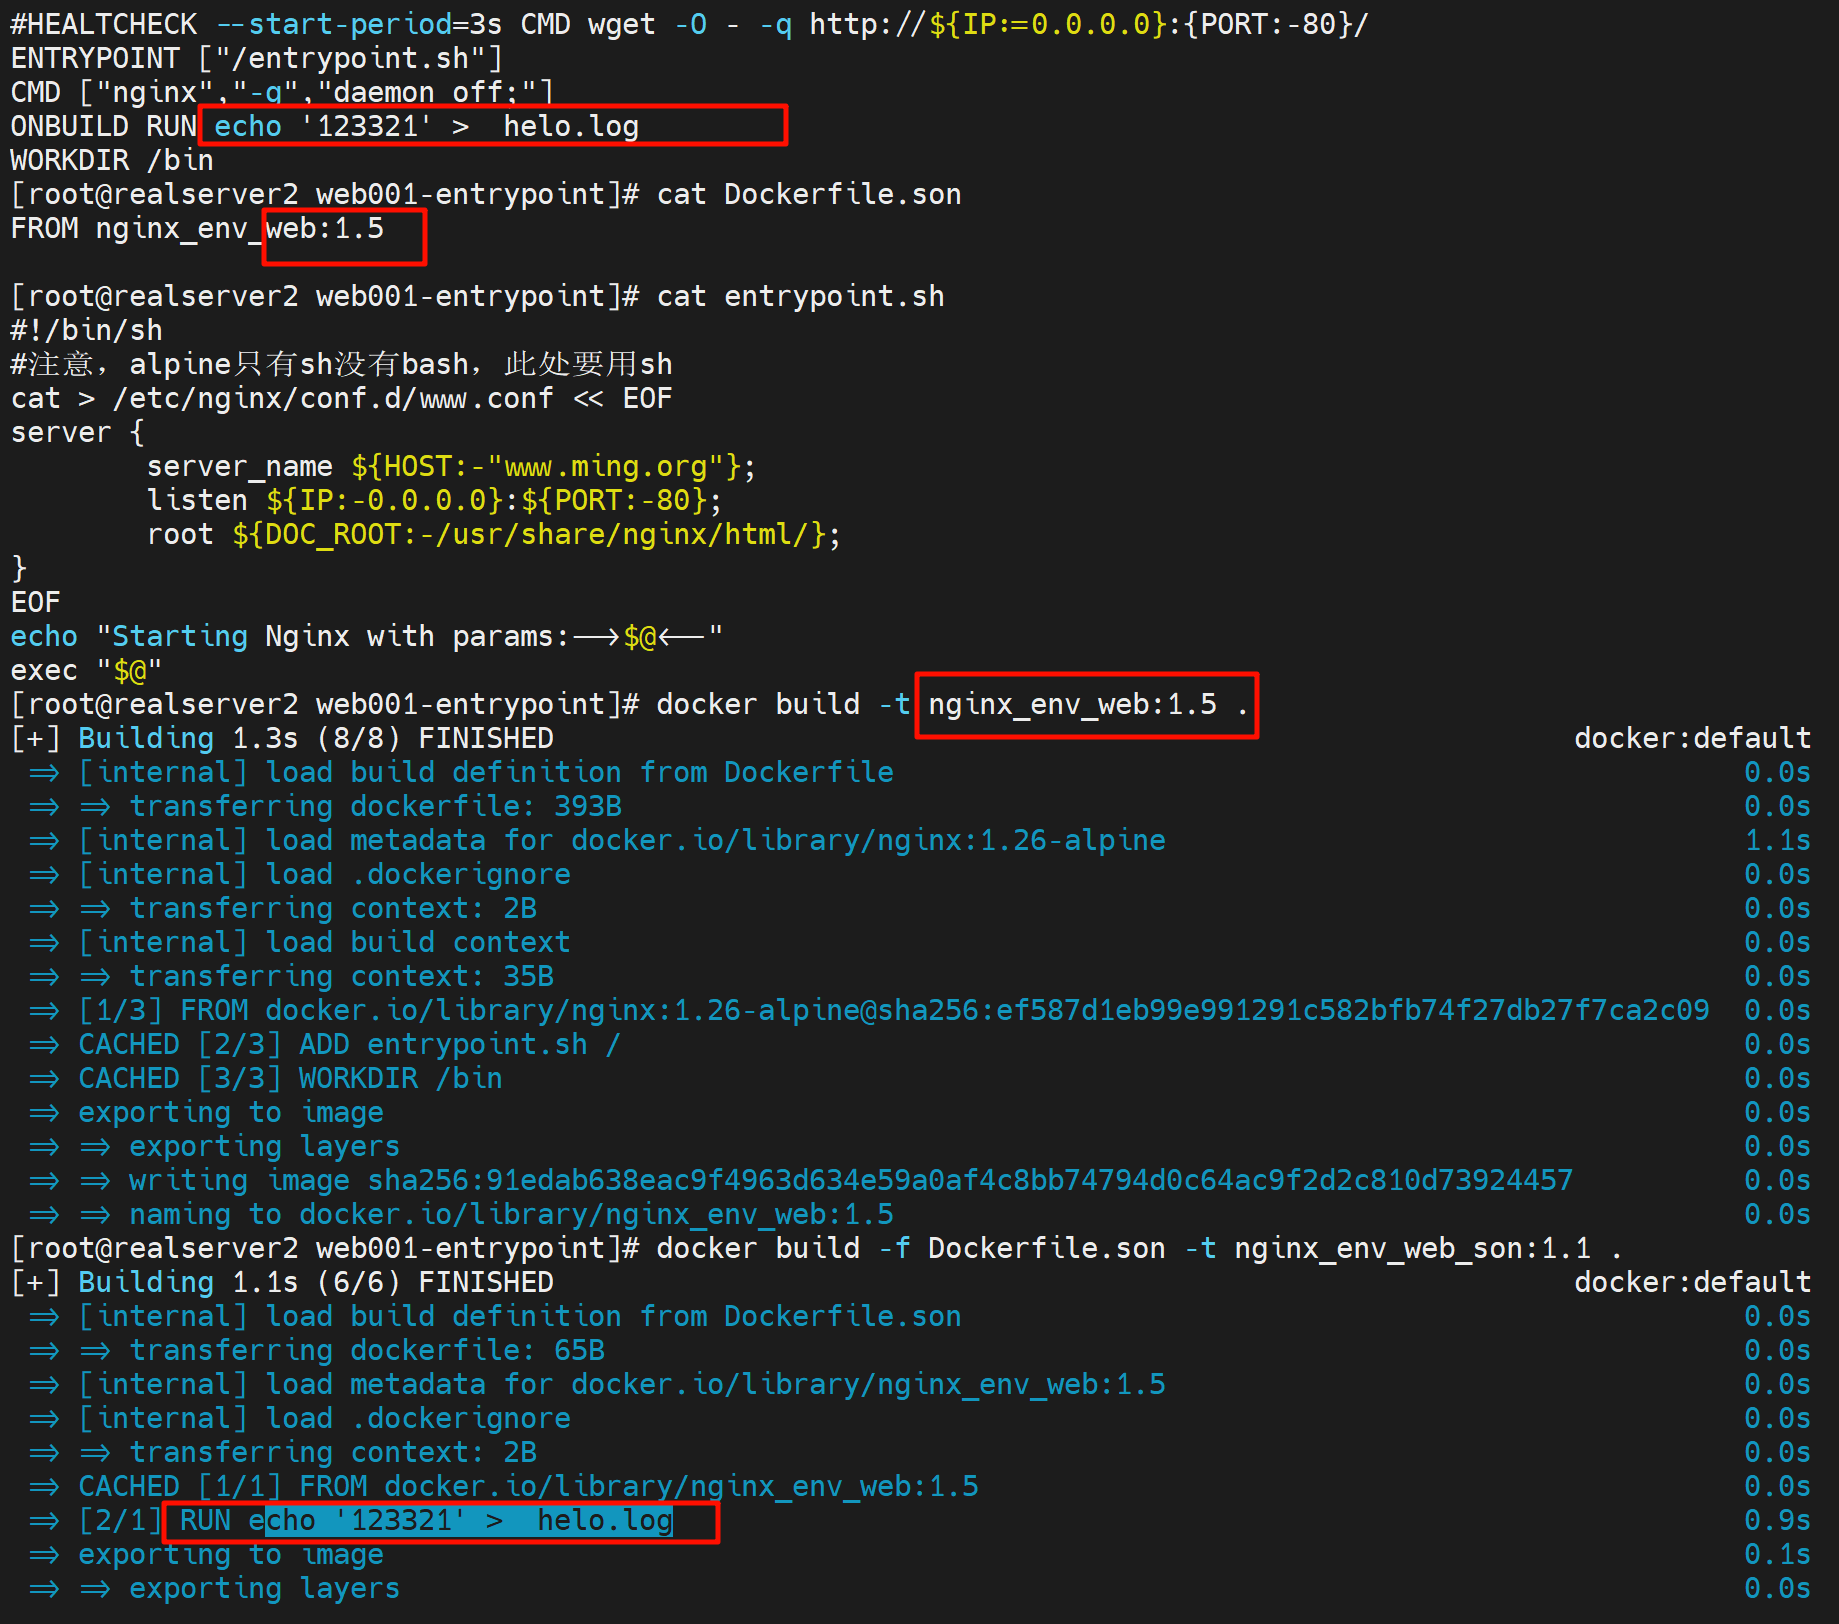 #HEALTCHECK --start-period=3s CMD wget -O - -q http://${IP:=0.0.0.0}:{PORT:-80}/
ENTRYPOINT ["/entrypoint.sh"]
CMD ["nginx","-g","daemon off;"]
ONBUILD RUN echo '123321' >  helo.log
WORKDIR /bin
[root@realserver2 web001-entrypoint]# cat Dockerfile.son
FROM nginx_env_web:1.5
[root@realserver2 web001-entrypoint]# cat entrypoint.sh
#!/bin/sh
#注意，alpine只有sh没有bash，此处要用sh
cat > /etc/nginx/conf.d/www.conf << EOF
server {
        server_name ${HOST:-"www.ming.org"};
        listen ${IP:-0.0.0.0}:${PORT:-80};
        root ${DOC_ROOT:-/usr/share/nginx/html/};
}
EOF
echo "Starting Nginx with params:-->$@<--"
exec "$@"
[root@realserver2 web001-entrypoint]# docker build -t nginx_env_web:1.5 .
[+] Building 1.3s (8/8) FINISHED docker:default
 => [internal] load build definition from Dockerfile 0.0s
 => => transferring dockerfile: 393B 0.0s
 => [internal] load metadata for docker.io/library/nginx:1.26-alpine 1.1s
 => [internal] load .dockerignore 0.0s
 => => transferring context: 2B 0.0s
 => [internal] load build context 0.0s
 => => transferring context: 35B 0.0s
 => [1/3] FROM docker.io/library/nginx:1.26-alpine@sha256:ef587d1eb99e991291c582bfb74f27db27f7ca2c09 0.0s
 => CACHED [2/3] ADD entrypoint.sh / 0.0s
 => CACHED [3/3] WORKDIR /bin 0.0s
 => exporting to image 0.0s
 => => exporting layers 0.0s
 => => writing image sha256:91edab638eac9f4963d634e59a0af4c8bb74794d0c64ac9f2d2c810d73924457 0.0s
 => => naming to docker.io/library/nginx_env_web:1.5 0.0s
[root@realserver2 web001-entrypoint]# docker build -f Dockerfile.son -t nginx_env_web_son:1.1 .
[+] Building 1.1s (6/6) FINISHED docker:default
 => [internal] load build definition from Dockerfile.son 0.0s
 => => transferring dockerfile: 65B 0.0s
 => [internal] load metadata for docker.io/library/nginx_env_web:1.5 0.0s
 => [internal] load .dockerignore 0.0s
 => => transferring context: 2B 0.0s
 => CACHED [1/1] FROM docker.io/library/nginx_env_web:1.5 0.0s
 => [2/1] RUN echo '123321' >  helo.log 0.9s
 => exporting to image 0.1s
 => => exporting layers 0.0s